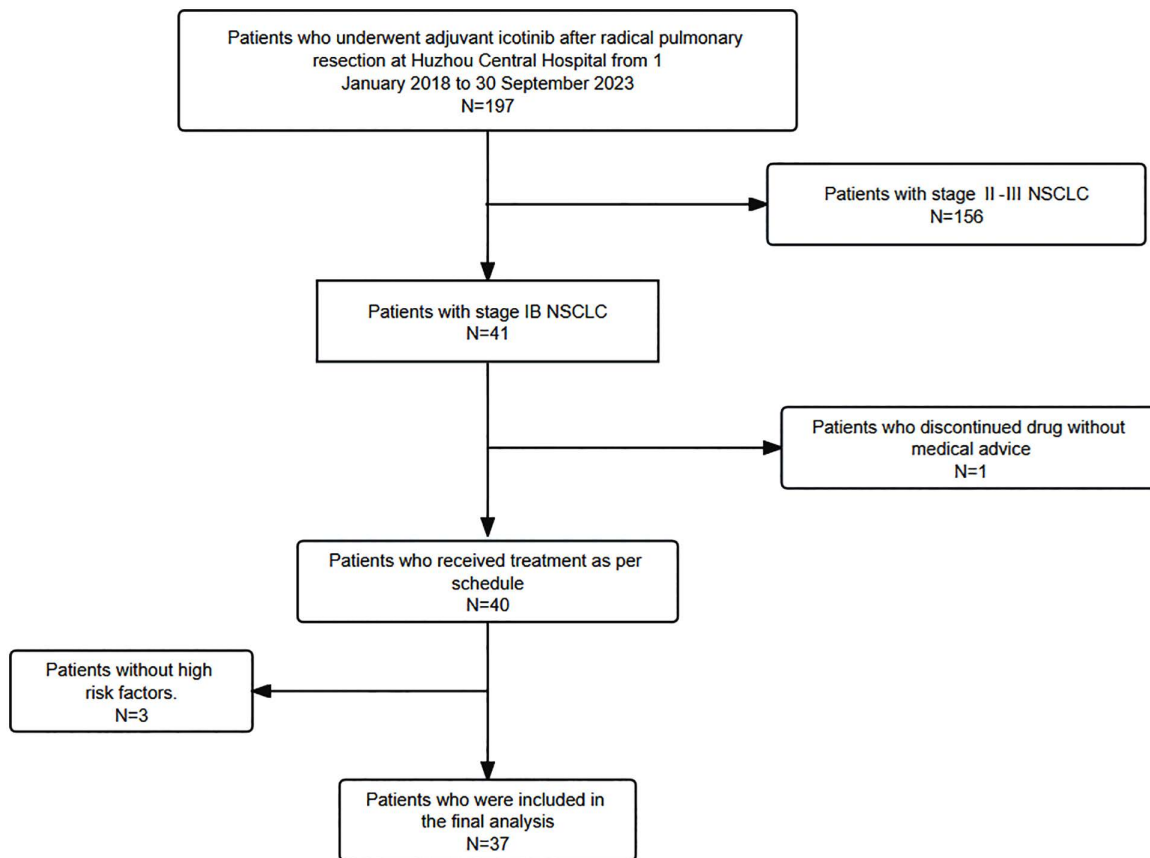 Patients who underwent adjuvant icotinib after radical pulmonary
resection at Huzhou Central Hospital from 1
January 2018 to 30 September 2023
N=197
Patients with stage II-III NSCLC
N=156
Patients with stage IB NSCLC
N=41
Patients who discontinued drug without
medical advice
N=1
Patients who received treatment as per
schedule
N=40
Patients without high
risk factors.
N=3
Patients who were included in
the final analysis
N=37